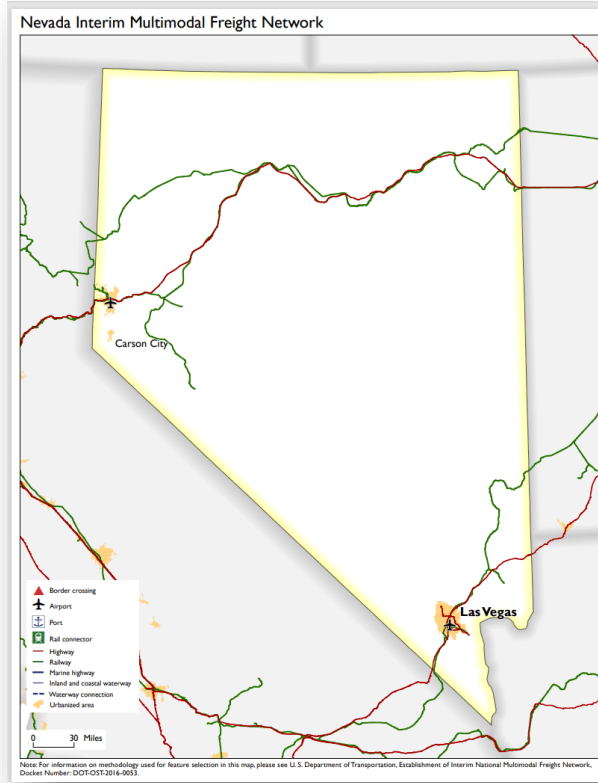 Nevada Interim Multimodal Freight Network
Carson City
Las Vegas
Border crossing
Airport
Port
Rail connector
Highway
Railway
Marine highway
Inland and coastal waterway
Waterway connection
Urbanized area
0 30 Miles
Note: For information on methodology used for feature selection in this map, please see U. S. Department of Transportation, Establishment of Interim National Multimodal Freight Network,
Docket Number: DOT-OST-2016-0053.